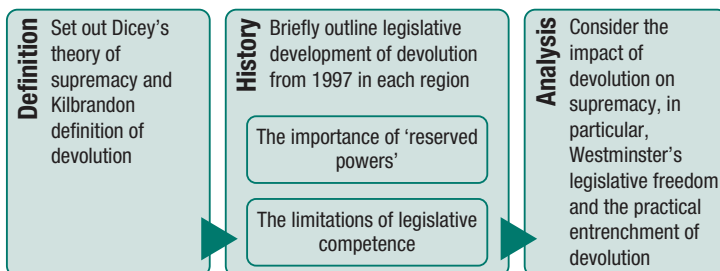 Definition
Set out Dicey's
theory of
supremacy and
Kilbrandon
definition of
devolution
History
Briefly outline legislative
development of devolution
from 1997 in each region
The importance of 'reserved
powers'
The limitations of legislative
competence
Analysis
Consider the
impact of
devolution on
supremacy, in
particular,
Westminster's
legislative freedom
and the practical
entrenchment of
devolution